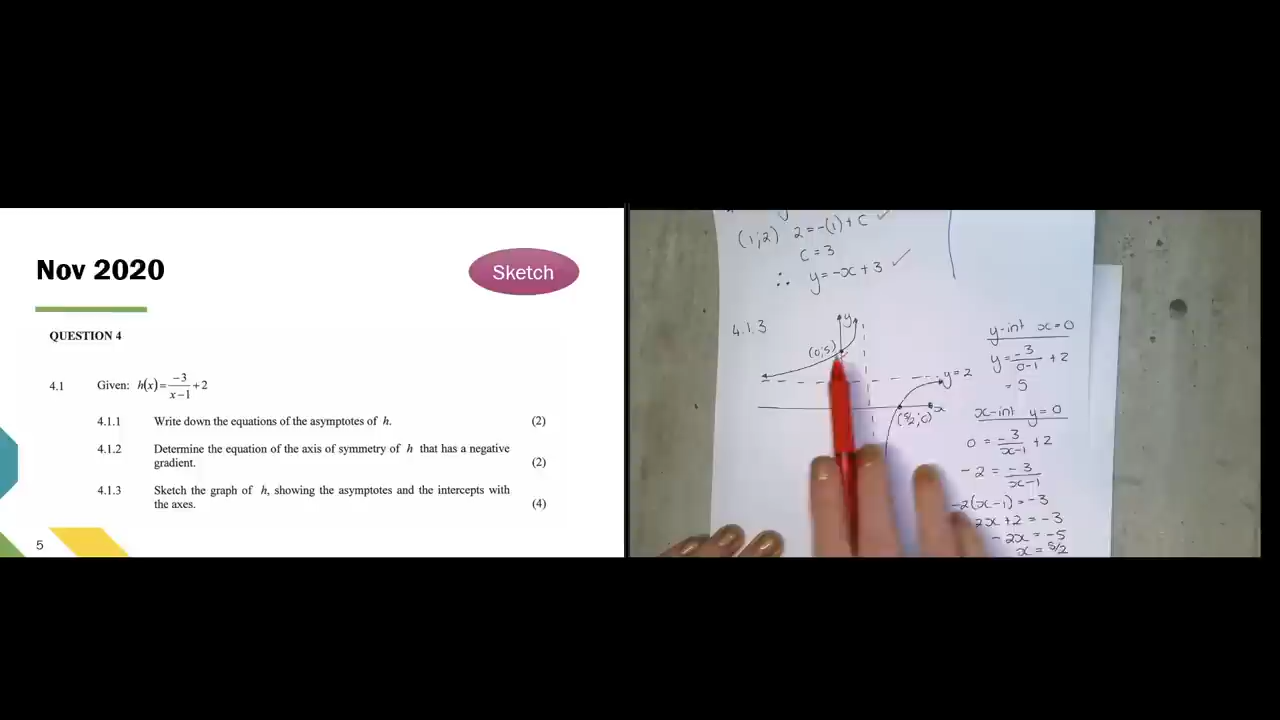 Nov 2020
Sketch
QUESTION 4
4.1 Given: h(x) = -3/(x-1) + 2
4.1.1 Write down the equations of the asymptotes of h. (2)
4.1.2 Determine the equation of the axis of symmetry of h that has a negative
gradient. (2)
4.1.3 Sketch the graph of h, showing the asymptotes and the intercepts with
the axes. (4)
5
(1;2) 2 = -(1) + C ✓
C = 3
∴ y = -x + 3 ✓
4.1.3
y
(0;5)
y = 2
x
(5/2;0)
y-int x = 0
y = -3/(0-1) + 2
= 5
x-int y = 0
0 = -3/(x-1) + 2
-2 = -3/(x-1)
-2(x-1) = -3
2x + 2 = -3
-2x = -5
x = 5/2